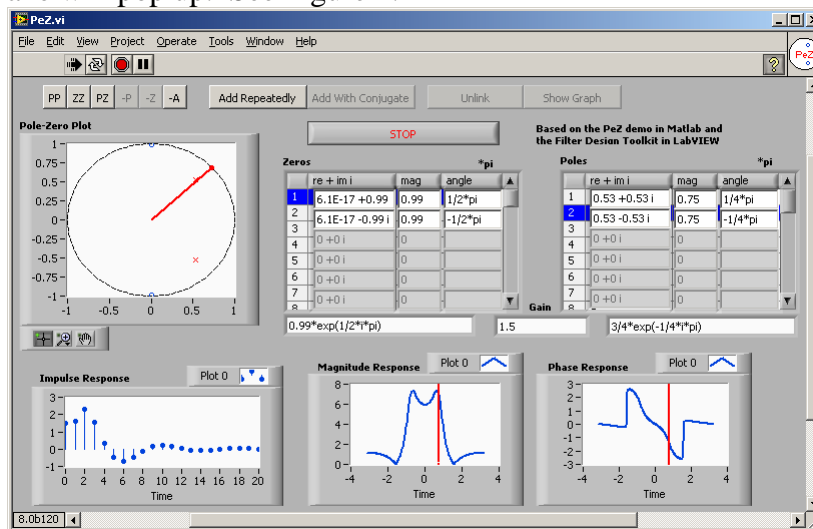 PeZ.vi
File Edit View Project Operate Tools Window Help
PeZ
PP ZZ PZ -P -Z -A Add Repeatedly Add With Conjugate Unlink Show Graph
Pole-Zero Plot
1-
0.75-
0.5-
0.25-
0-
-0.25-
-0.5-
-0.75-
-1-
-1 -0.5 0 0.5 1
STOP
Based on the PeZ demo in Matlab and
the Filter Design Toolkit in LabVIEW
Zeros *pi
re + im i mag angle
1 6.1E-17 +0.99 0.99 1/2*pi
2 6.1E-17 -0.99 i 0.99 -1/2*pi
3
4 0 +0 i 0
5 0 +0 i 0
6 0 +0 i 0
7 0 +0 i 0
8
Poles *pi
re + im i mag angle
1 0.53 +0.53 i 0.75 1/4*pi
2 0.53 -0.53 i 0.75 -1/4*pi
3
4 0 +0 i 0
5 0 +0 i 0
6 0 +0 i 0
7 0 +0 i 0
8
Gain
0.99*exp(1/2*i*pi) 1.5 3/4*exp(-1/4*i*pi)
Impulse Response Plot 0
3-
2-
1-
0-
-1-
0 2 4 6 8 10 12 14 16 18 20
Time
Magnitude Response Plot 0
8-
6-
4-
2-
0-
-4 -2 0 2 4
Time
Phase Response Plot 0
3-
2-
1-
0-
-1-
-2-
-3-
-4 -2 0 2 4
Time
8.0b120